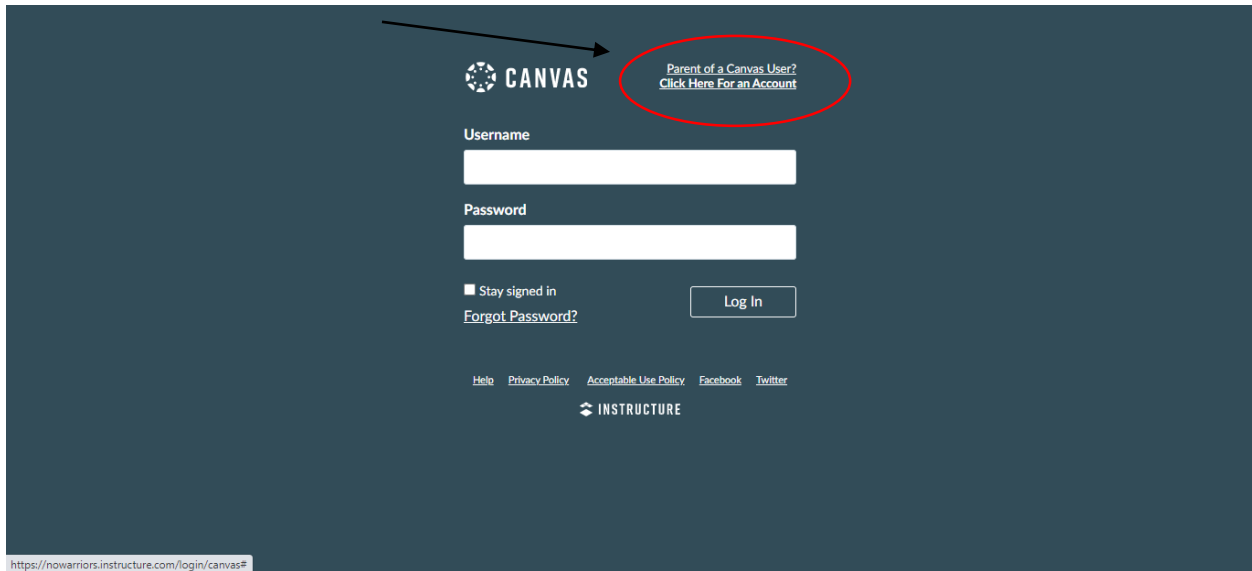 CANVAS
Parent of a Canvas User?
Click Here For an Account
Username
Password
Stay signed in
Log In
Forgot Password?
Help Privacy Policy Acceptable Use Policy Facebook Twitter
INSTRUCTURE
https://nowarriors.instructure.com/login/canvas#